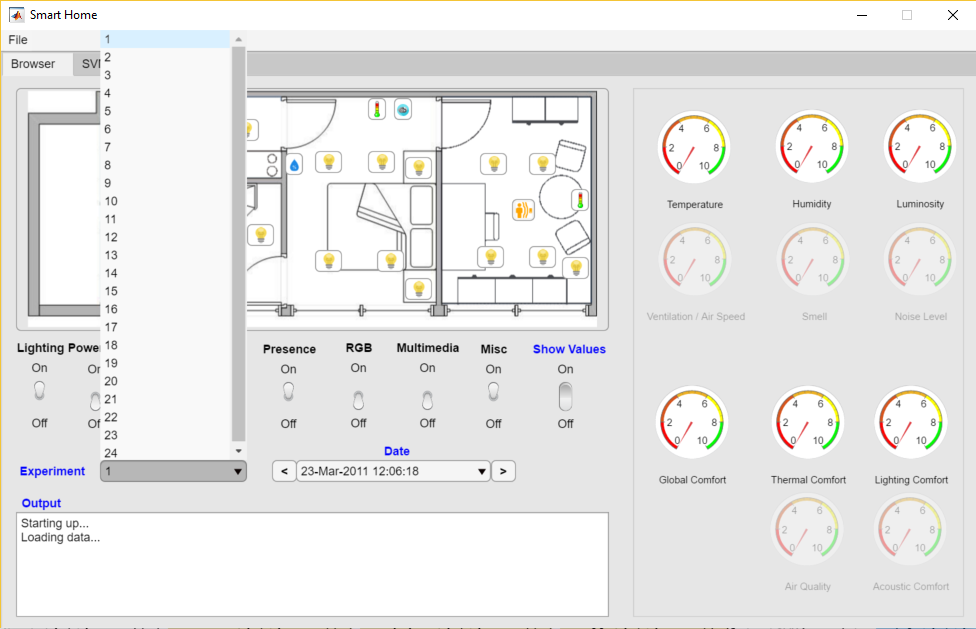 Smart Home
File
Browser
SVI
1
2
3
4
5
6
7
8
9
10
11
12
13
14
15
16
17
18
19
20
21
22
23
24
0 2 4 6 8 10
Temperature
0 2 4 6 8 10
Humidity
0 2 4 6 8 10
Luminosity
0 2 4 6 8 10
Ventilation / Air Speed
0 2 4 6 8 10
Smell
0 2 4 6 8 10
Noise Level
Lighting Power
On
Off
On
Off
Presence
On
Off
RGB
On
Off
Multimedia
On
Off
Misc
On
Off
Show Values
On
Off
0 2 4 6 8 10
Global Comfort
0 2 4 6 8 10
Thermal Comfort
0 2 4 6 8 10
Lighting Comfort
Experiment
1
Date
<
23-Mar-2011 12:06:18
>
Output
Starting up...
Loading data...
0 2 4 6 8 10
Air Quality
0 2 4 6 8 10
Acoustic Comfort